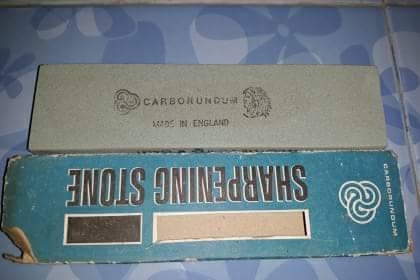 CARBORUNDUM
MADE IN ENGLAND
SHARPENING STONE
CARBORUNDUM